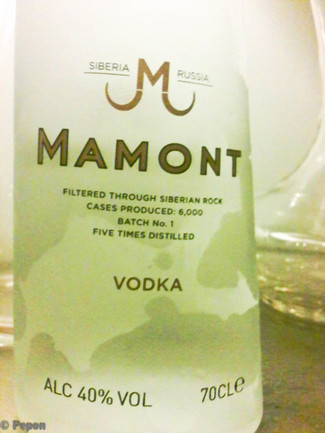 SIBERIA M RUSSIA
MAMONT
FILTERED THROUGH SIBERIAN ROCK
CASES PRODUCED: 6,000
BATCH No. 1
FIVE TIMES DISTILLED
VODKA
ALC 40% VOL 70CL℮
© Pepon